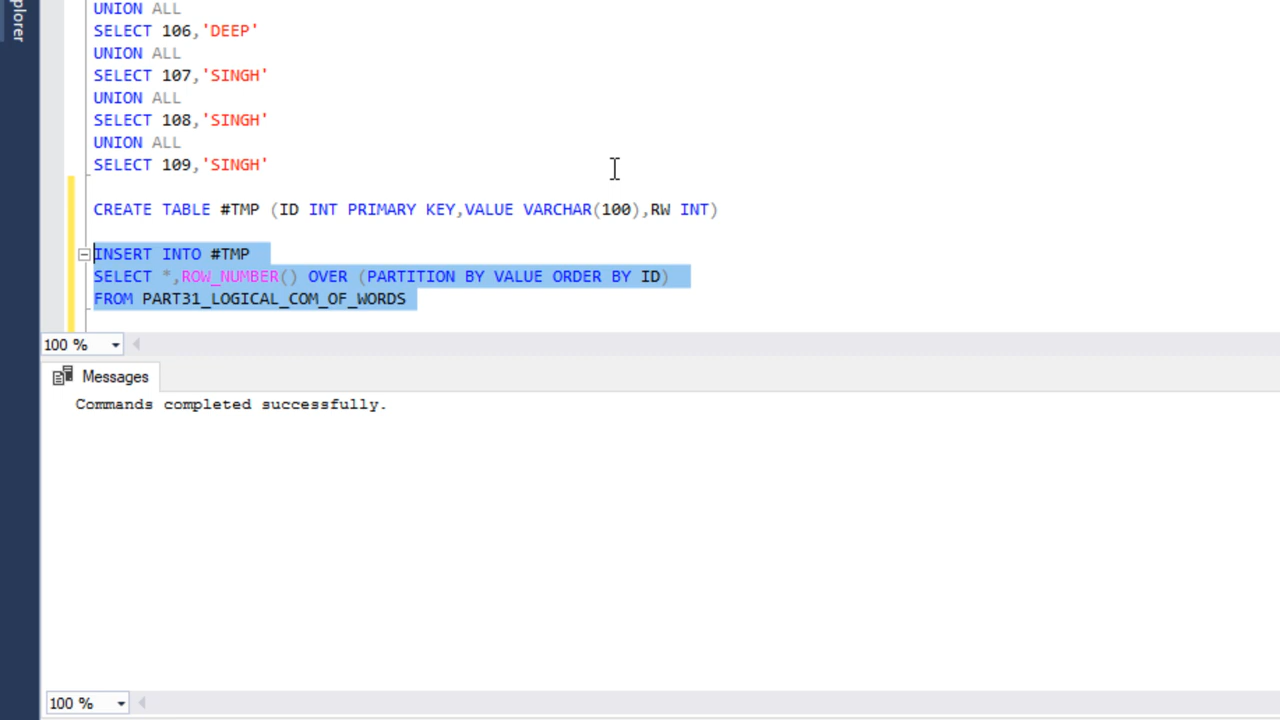 plorer
UNION ALL
SELECT 106,'DEEP'
UNION ALL
SELECT 107,'SINGH'
UNION ALL
SELECT 108,'SINGH'
UNION ALL
SELECT 109,'SINGH'
CREATE TABLE #TMP (ID INT PRIMARY KEY,VALUE VARCHAR(100),RW INT)
INSERT INTO #TMP
SELECT *,ROW_NUMBER() OVER (PARTITION BY VALUE ORDER BY ID)
FROM PART31_LOGICAL_COM_OF_WORDS
100 %
Messages
Commands completed successfully.
100 %